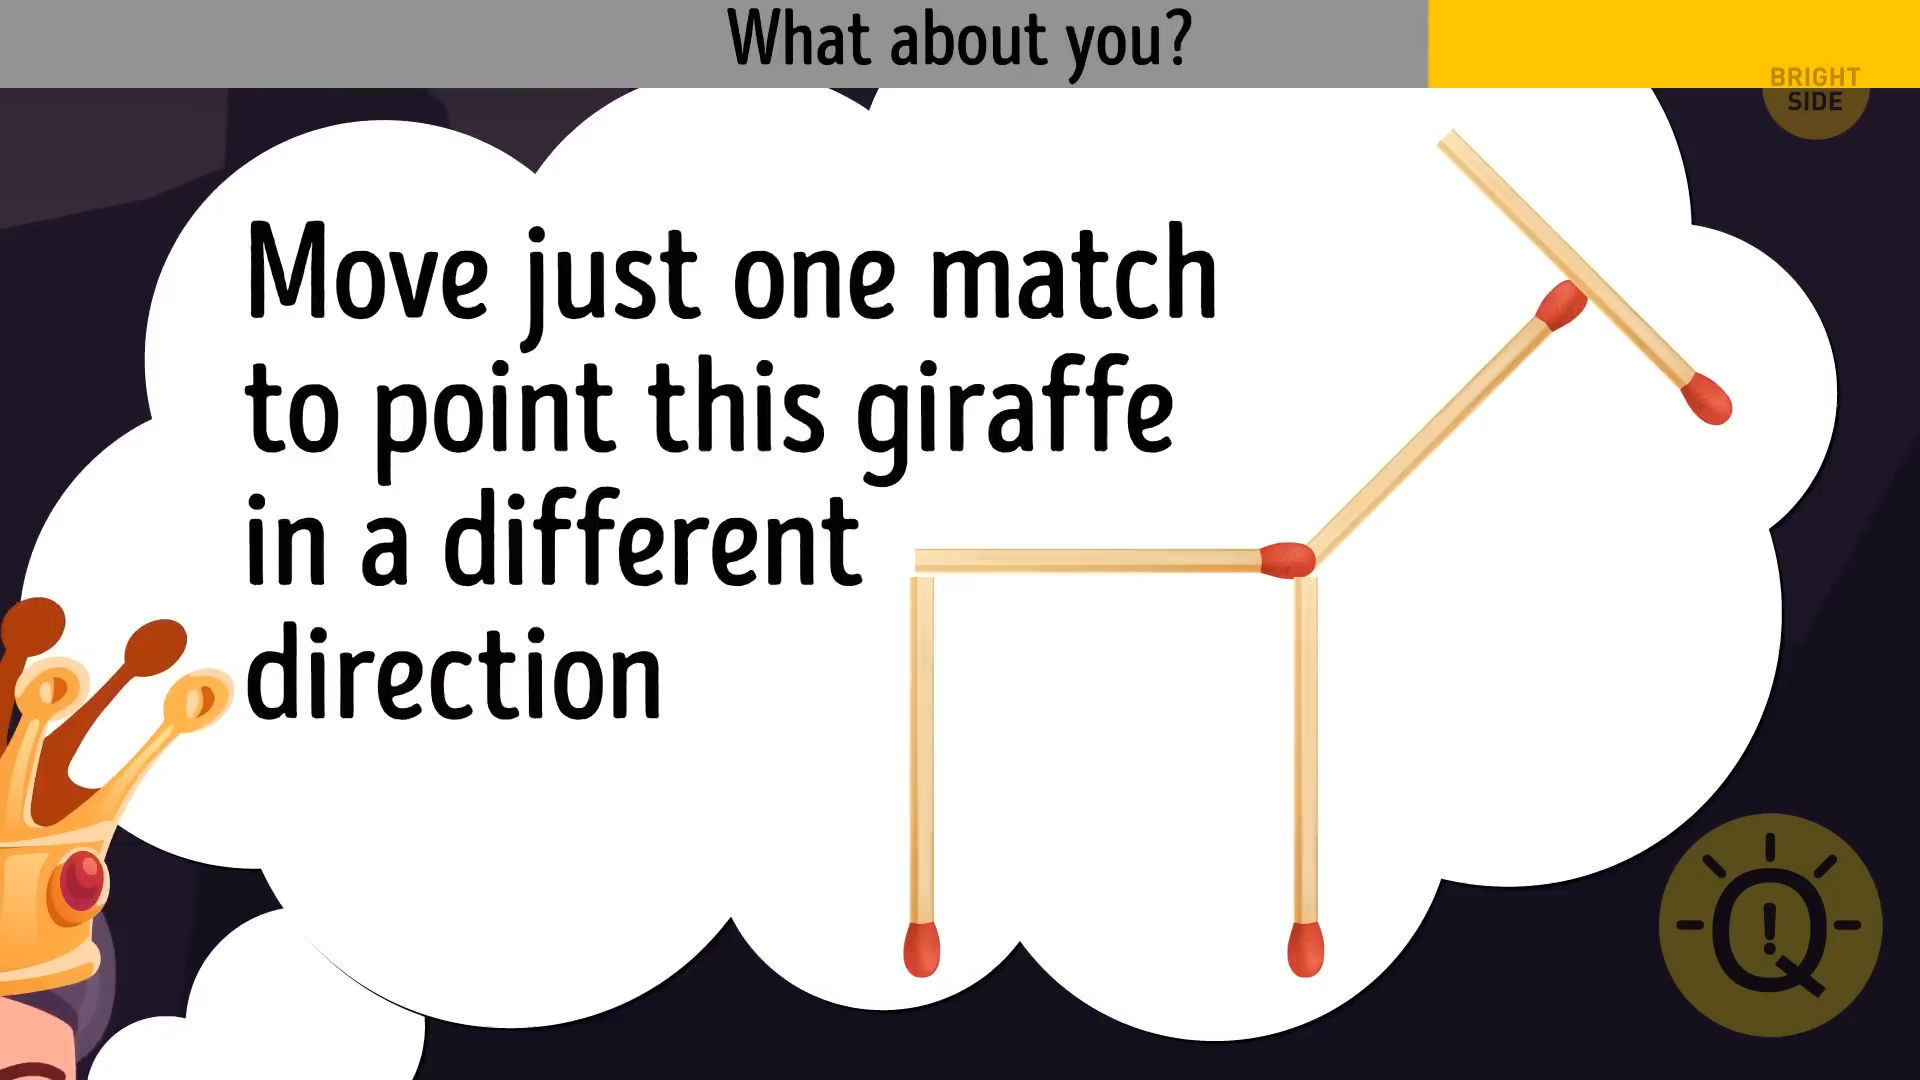 What about you?
BRIGHT
SIDE
Move just one match
to point this giraffe
in a different
direction